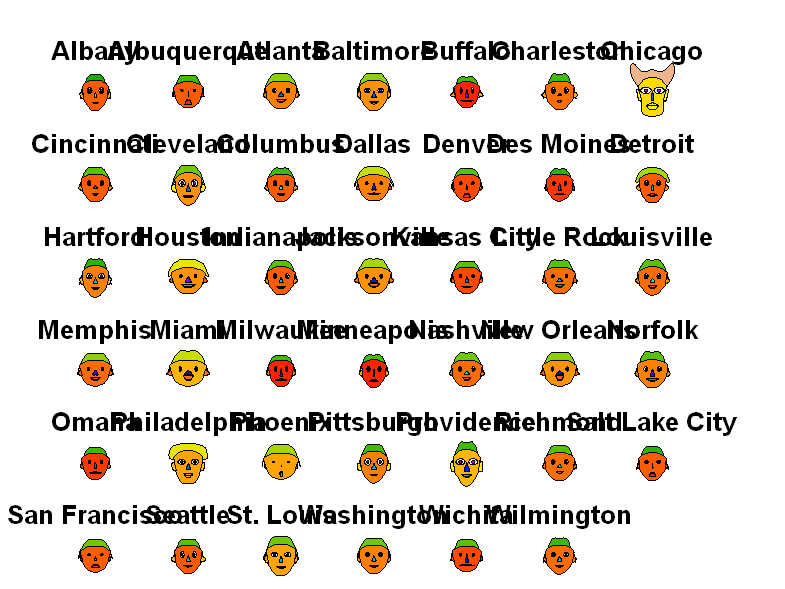 Albany Albuquerque Atlanta Baltimore Buffalo Charleston Chicago
Cincinnati Cleveland Columbus Dallas Denver Des Moines Detroit
Hartford Houston Indianapolis Jacksonville Kansas City Little Rock Louisville
Memphis Miami Milwaukee Minneapolis Nashville New Orleans Norfolk
Omaha Philadelphia Phoenix Pittsburgh Providence Richmond Salt Lake City
San Francisco Seattle St. Louis Washington Wichita Wilmington